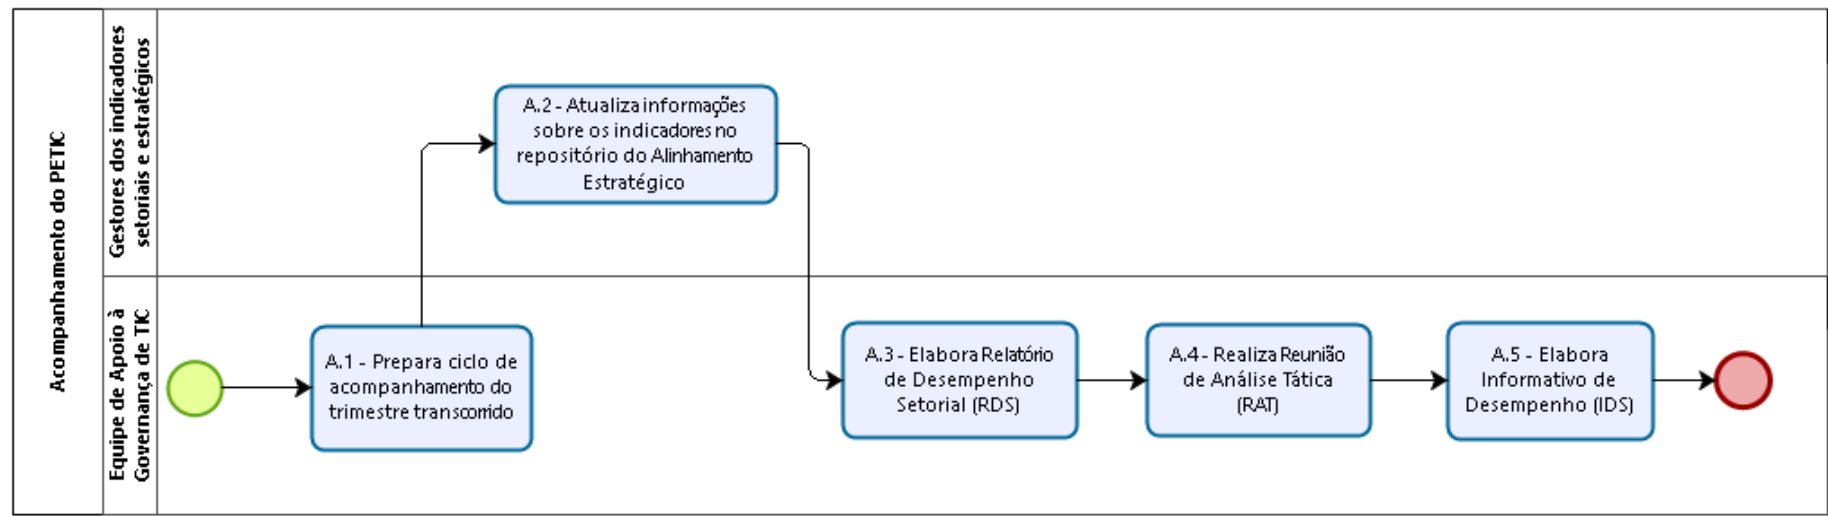 Acompanhamento do PETIC
Gestores dos indicadores
setoriais e estratégicos
A.2 - Atualiza informações
sobre os indicadores no
repositório do Alinhamento
Estratégico
Equipe de Apoio à
Governança de TIC
A.1 - Prepara ciclo de
acompanhamento do
trimestre transcorrido
A.3 - Elabora Relatório
de Desempenho
Setorial (RDS)
A.4 - Realiza Reunião
de Análise Tática
(RAT)
A.5 - Elabora
Informativo de
Desempenho (IDS)